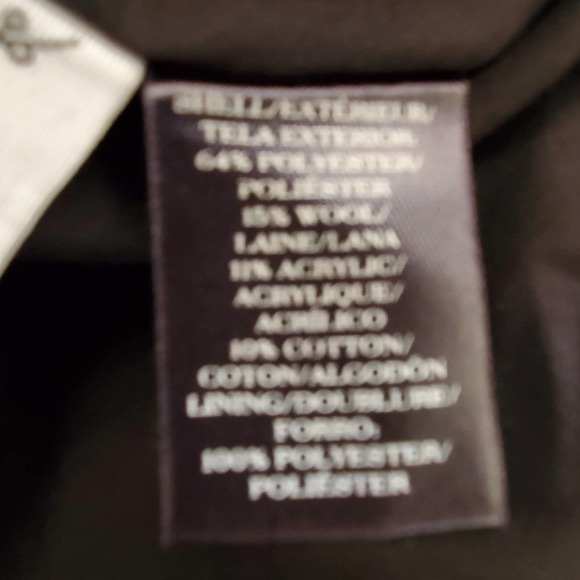 SHELL/EXTÉRIEUR/
TELA EXTERIOR:
64% POLYESTER/
POLIÉSTER
15% WOOL/
LAINE/LANA
11% ACRYLIC/
ACRYLIQUE/
ACRÍLICO
10% COTTON/
COTON/ALGODÓN
LINING/DOUBLURE/
FORRO:
100% POLYESTER/
POLIÉSTER